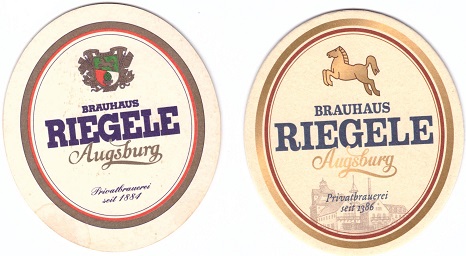 BRAUHAUS
RIEGELE
Augsburg
Privatbrauerei
seit 1884
BRAUHAUS
RIEGELE
Augsburg
Privatbrauerei
seit 1386